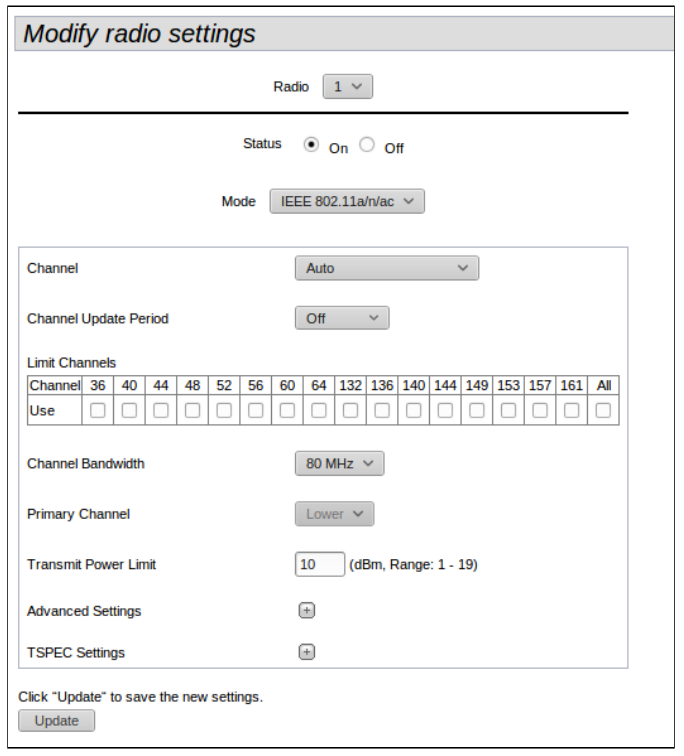 Modify radio settings
Radio 1
Status On Off
Mode IEEE 802.11a/n/ac
Channel Auto
Channel Update Period Off
Limit Channels
Channel 36 40 44 48 52 56 60 64 132 136 140 144 149 153 157 161 All
Use
Channel Bandwidth 80 MHz
Primary Channel Lower
Transmit Power Limit 10 (dBm, Range: 1 - 19)
Advanced Settings +
TSPEC Settings +
Click "Update" to save the new settings.
Update